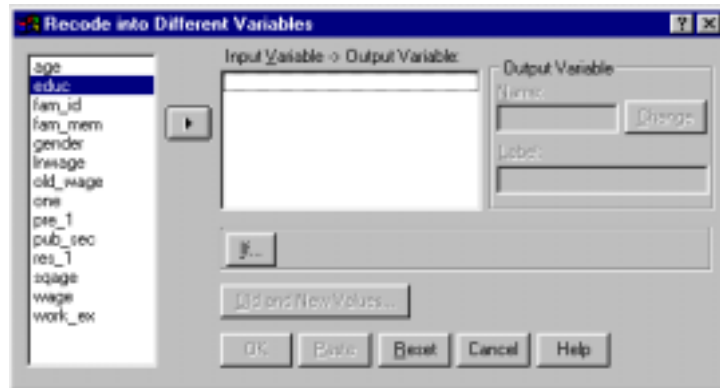 Recode into Different Variables
age
educ
fam_id
fam_mem
gender
lnwage
old_wage
one
pre_1
pub_sec
res_1
sqage
wage
work_ex
Input Variable -> Output Variable:
Output Variable
Name:
Change
Label:
If...
Old and New Values...
OK
Paste
Reset
Cancel
Help